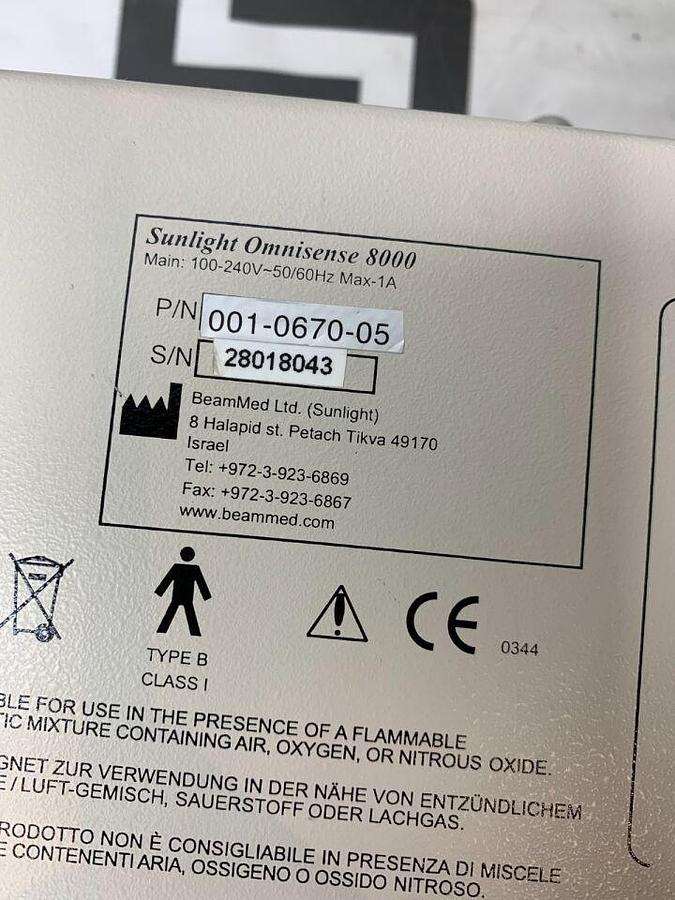 Sunlight Omnisense 8000
Main: 100-240V~50/60Hz Max-1A
P/N 001-0670-05
S/N 28018043
BeamMed Ltd. (Sunlight)
8 Halapid st. Petach Tikva 49170
Israel
Tel: +972-3-923-6869
Fax: +972-3-923-6867
www.beammed.com
CE 0344
TYPE B
CLASS I
BLE FOR USE IN THE PRESENCE OF A FLAMMABLE
TIC MIXTURE CONTAINING AIR, OXYGEN, OR NITROUS OXIDE.
GNET ZUR VERWENDUNG IN DER NÄHE VON ENTZÜNDLICHEM
E / LUFT-GEMISCH, SAUERSTOFF ODER LACHGAS.
RODOTTO NON È CONSIGLIABILE IN PRESENZA DI MISCELE
E CONTENENTI ARIA, OSSIGENO O OSSIDO NITROSO.